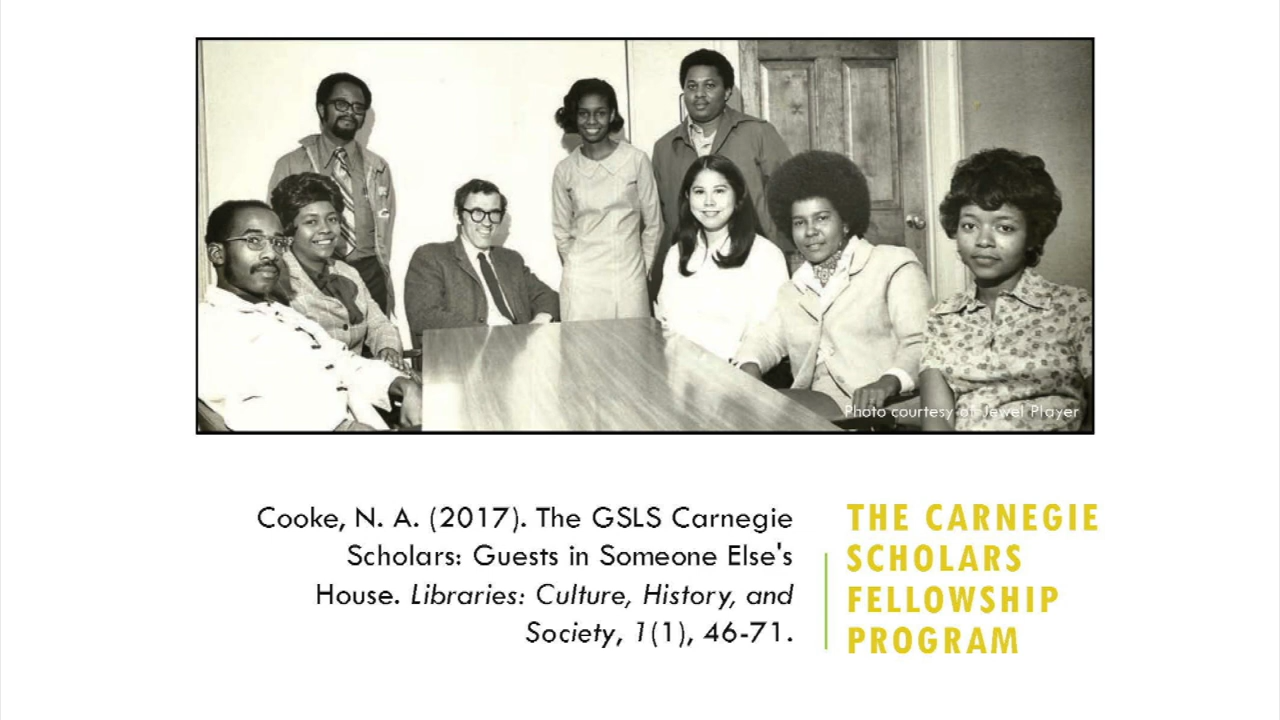 Photo courtesy of Jewel Player
Cooke, N. A. (2017). The GSLS Carnegie
Scholars: Guests in Someone Else's
House. Libraries: Culture, History, and
Society, 1(1), 46-71.
THE CARNEGIE
SCHOLARS
FELLOWSHIP
PROGRAM